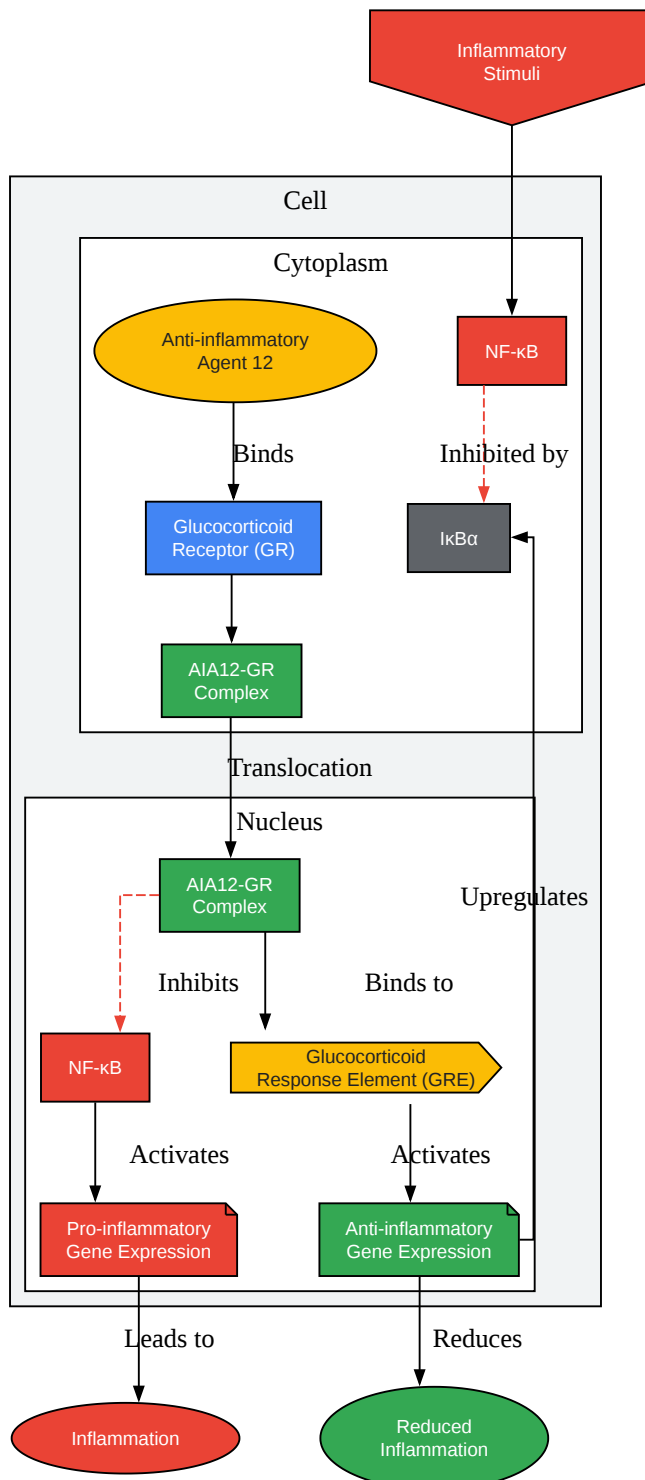 Inflammatory
Stimuli
Cell
Cytoplasm
Anti-inflammatory
Agent 12
NF-κB
Binds
Inhibited by
Glucocorticoid
Receptor (GR)
IκBα
AIA12-GR
Complex
Translocation
Nucleus
AIA12-GR
Complex
Upregulates
Inhibits
Binds to
NF-κB
Glucocorticoid
Response Element (GRE)
Activates
Activates
Pro-inflammatory
Gene Expression
Anti-inflammatory
Gene Expression
Leads to
Reduces
Inflammation
Reduced
Inflammation